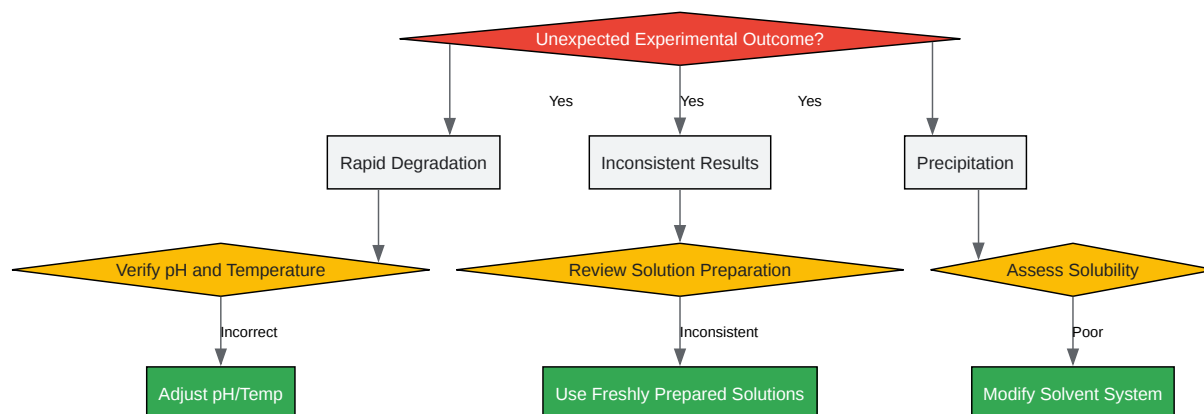 Unexpected Experimental Outcome?
Yes
Yes
Yes
Rapid Degradation
Inconsistent Results
Precipitation
Verify pH and Temperature
Review Solution Preparation
Assess Solubility
Incorrect
Inconsistent
Poor
Adjust pH/Temp
Use Freshly Prepared Solutions
Modify Solvent System